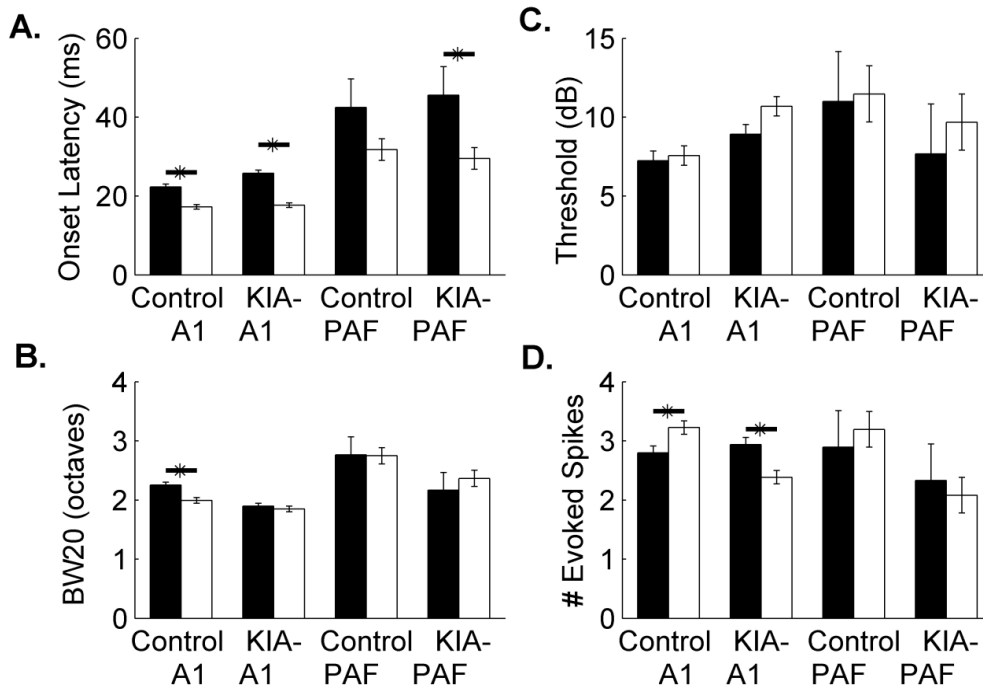 A.
Onset Latency (ms)
60
40
20
0
Control KIA- Control KIA-
A1 A1 PAF PAF
B.
BW20 (octaves)
4
3
2
1
0
Control KIA- Control KIA-
A1 A1 PAF PAF
C.
Threshold (dB)
15
10
5
0
Control KIA- Control KIA-
A1 A1 PAF PAF
D.
# Evoked Spikes
4
3
2
1
0
Control KIA- Control KIA-
A1 A1 PAF PAF